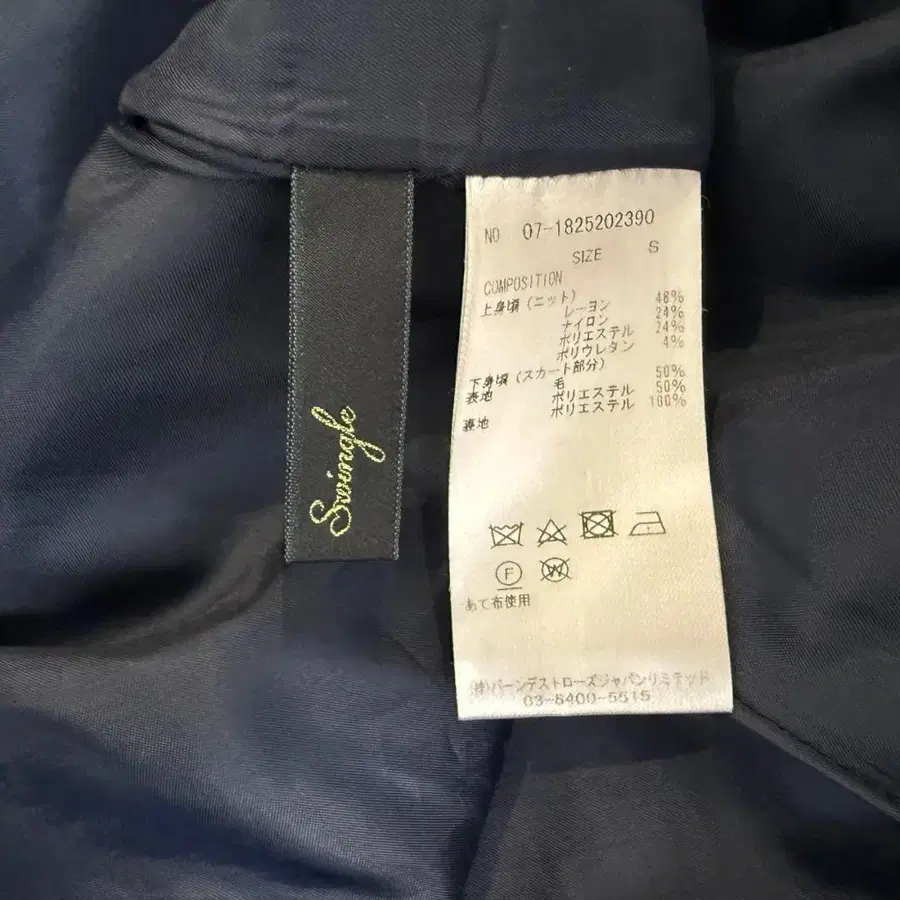 Swingle
NO 07-1825202390
SIZE S
COMPOSITION
上身頃(ニット)
レーヨン 48%
ナイロン 24%
ポリエステル 24%
ポリウレタン 4%
下身頃(スカート部分)
表地 毛 50%
ポリエステル 50%
裏地 ポリエステル 100%
F W
あて布使用
(株)バーンデストローズジャパンリミテッド
03-6400-5515